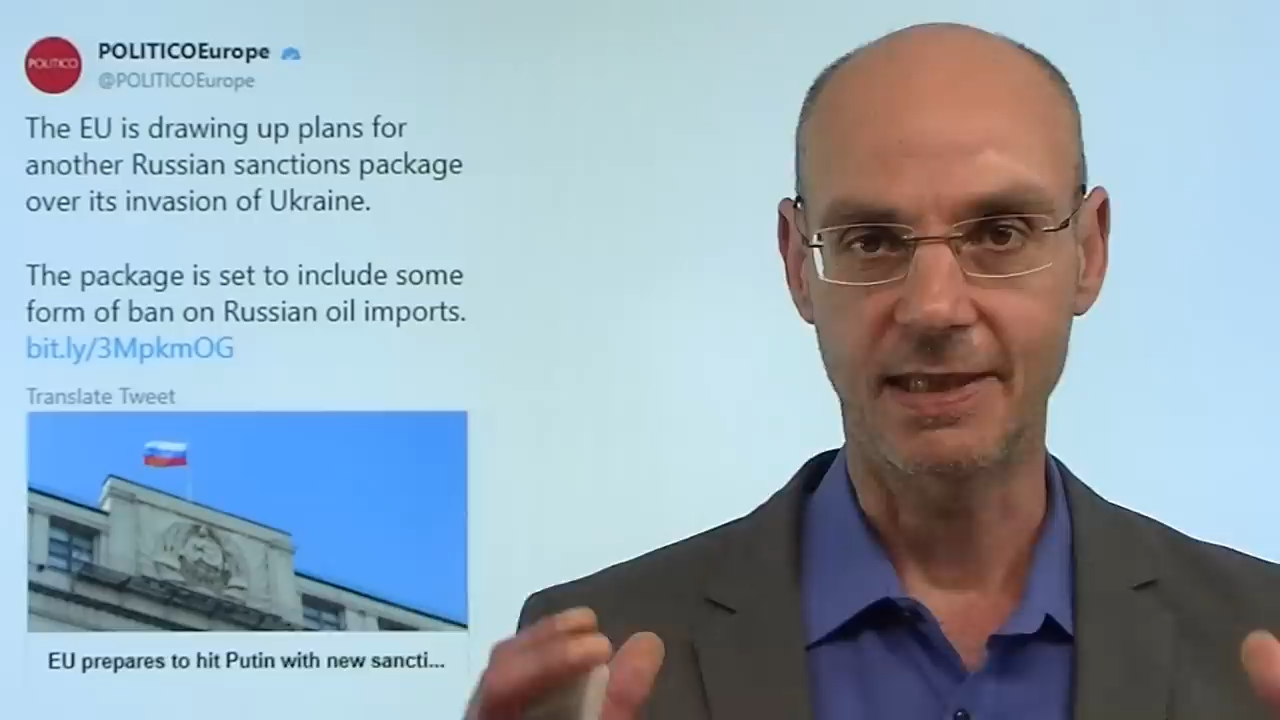 POLITICO
POLITICOEurope
@POLITICOEurope
The EU is drawing up plans for
another Russian sanctions package
over its invasion of Ukraine.
The package is set to include some
form of ban on Russian oil imports.
bit.ly/3MpkmOG
Translate Tweet
EU prepares to hit Putin with new sancti...